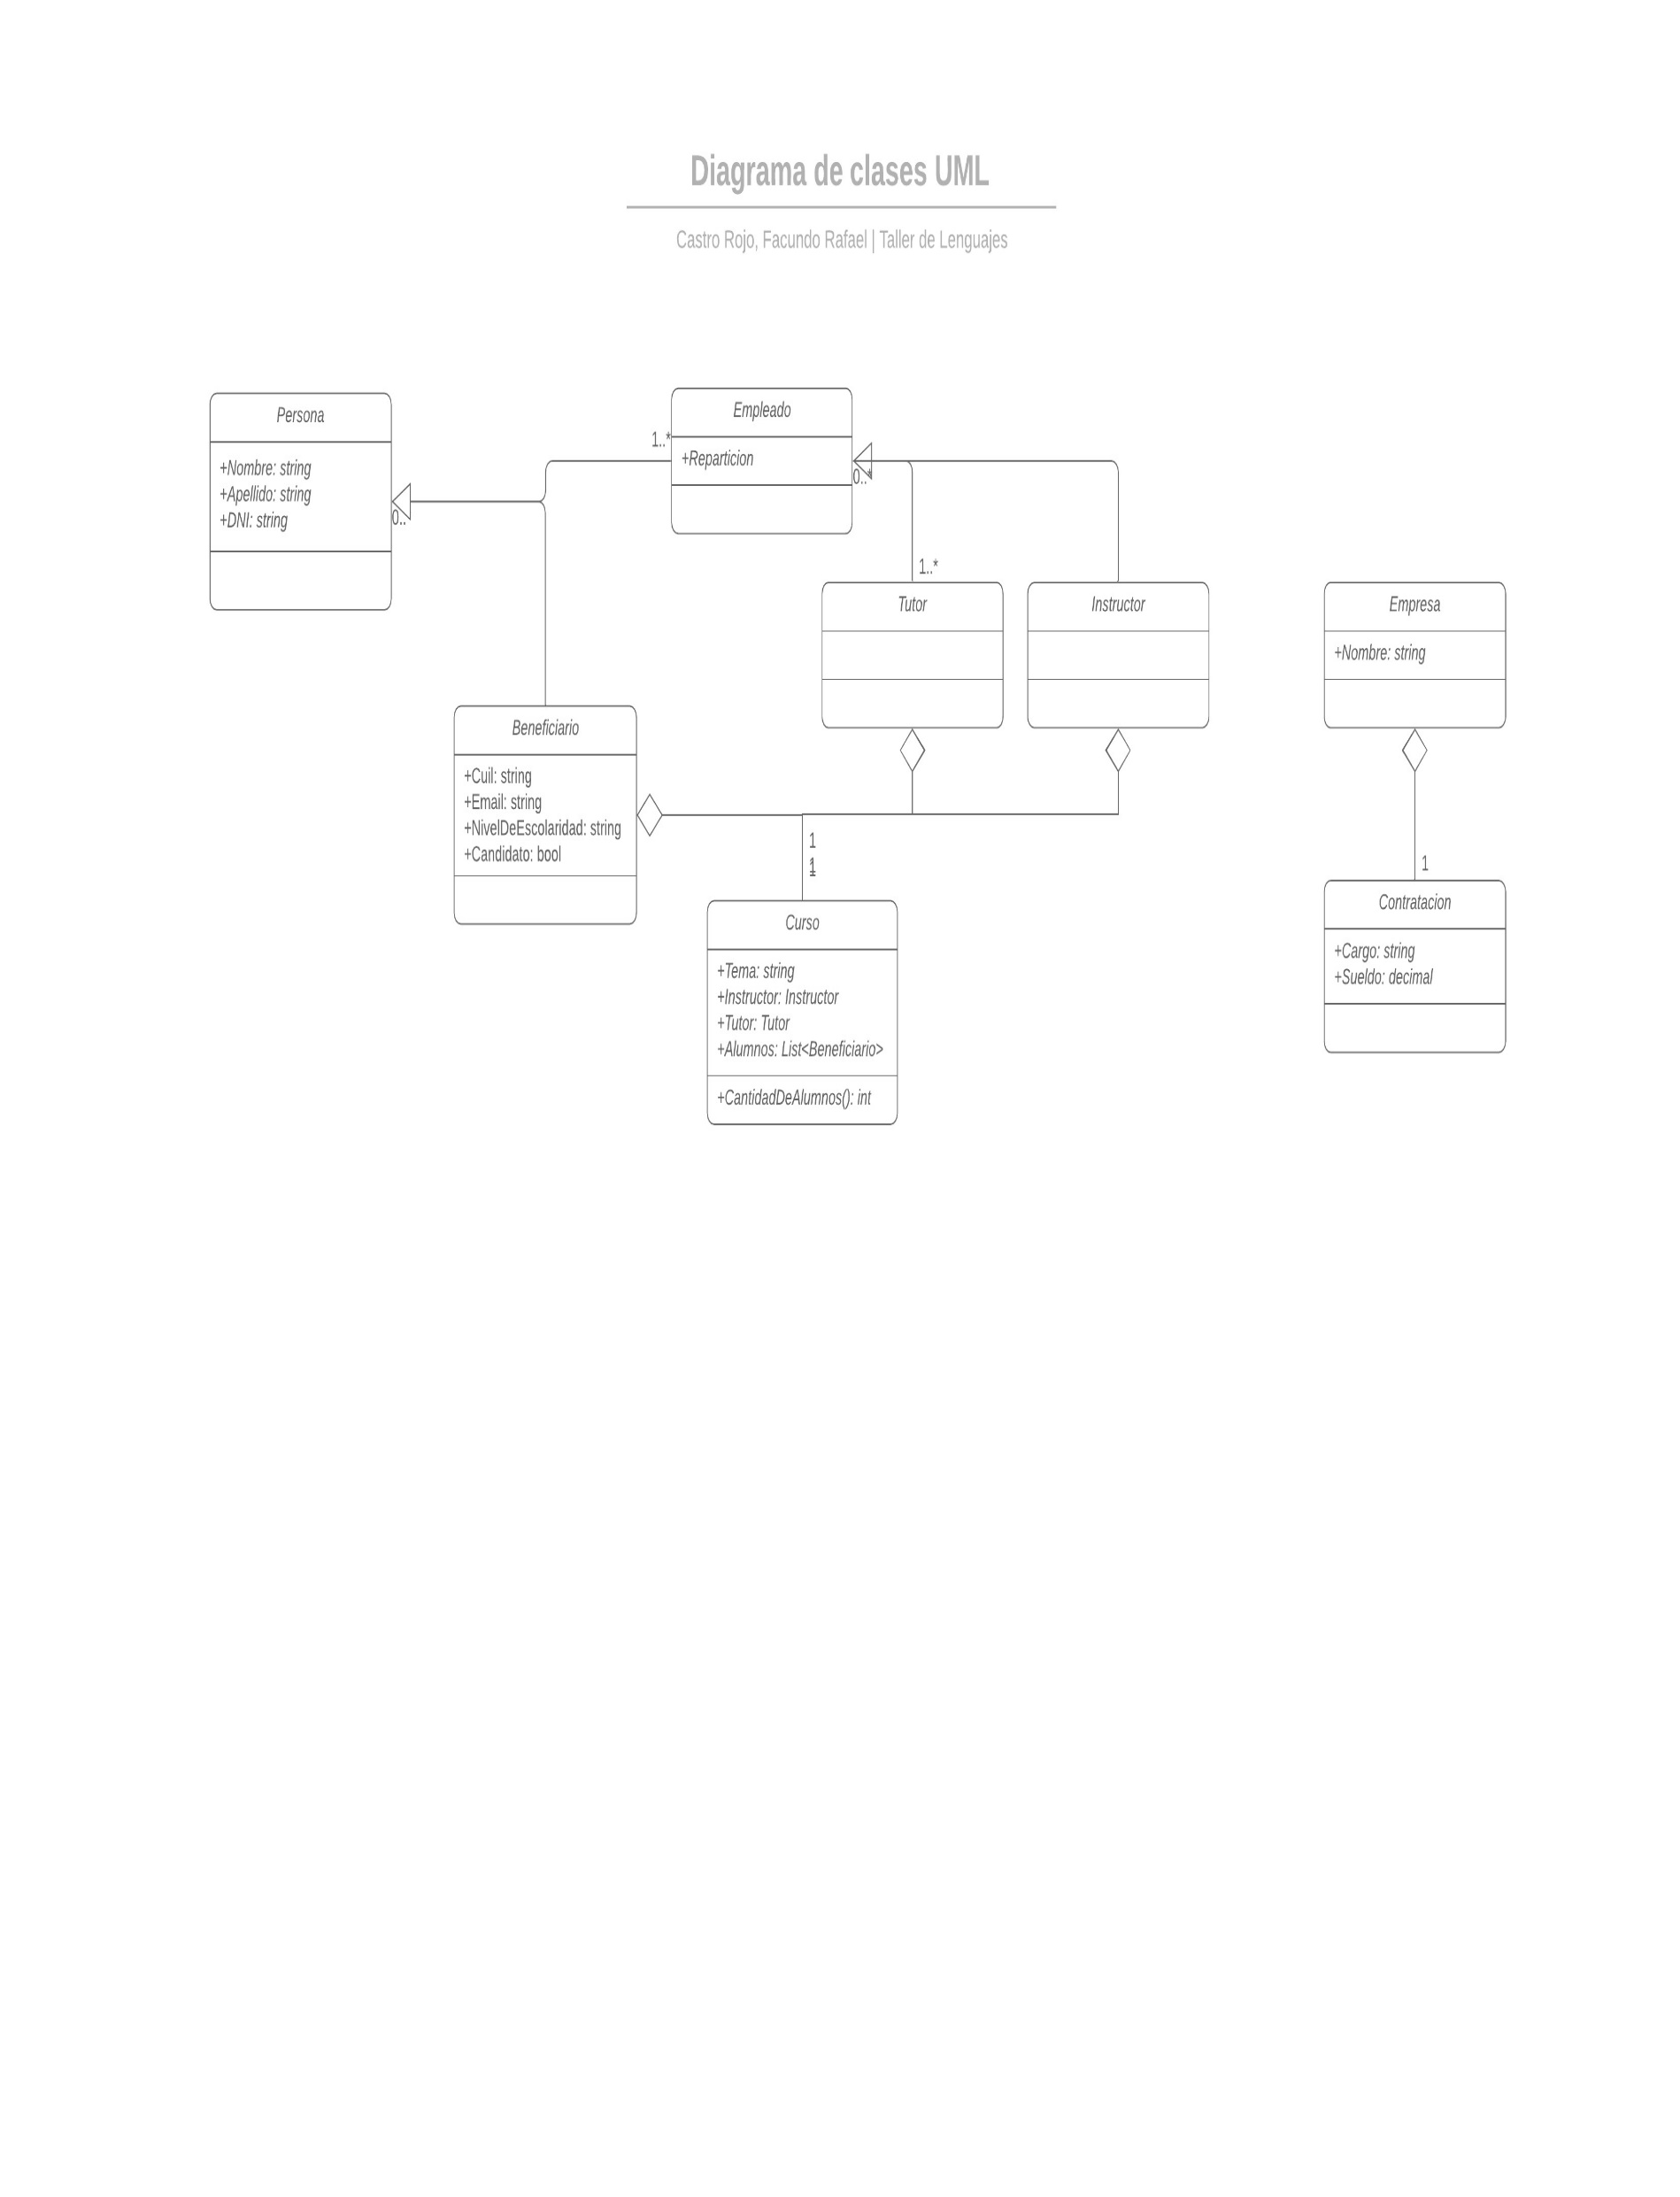 Diagrama de clases UML
Castro Rojo, Facundo Rafael | Taller de Lenguajes
Persona
+Nombre: string
+Apellido: string
+DNI: string
0..
1..*
Empleado
+Reparticion
0..*
1..*
Tutor
Instructor
Empresa
+Nombre: string
Beneficiario
+Cuil: string
+Email: string
+NivelDeEscolaridad: string
+Candidato: bool
1
1
1
Curso
+Tema: string
+Instructor: Instructor
+Tutor: Tutor
+Alumnos: List<Beneficiario>
+CantidadDeAlumnos(): int
Contratacion
+Cargo: string
+Sueldo: decimal